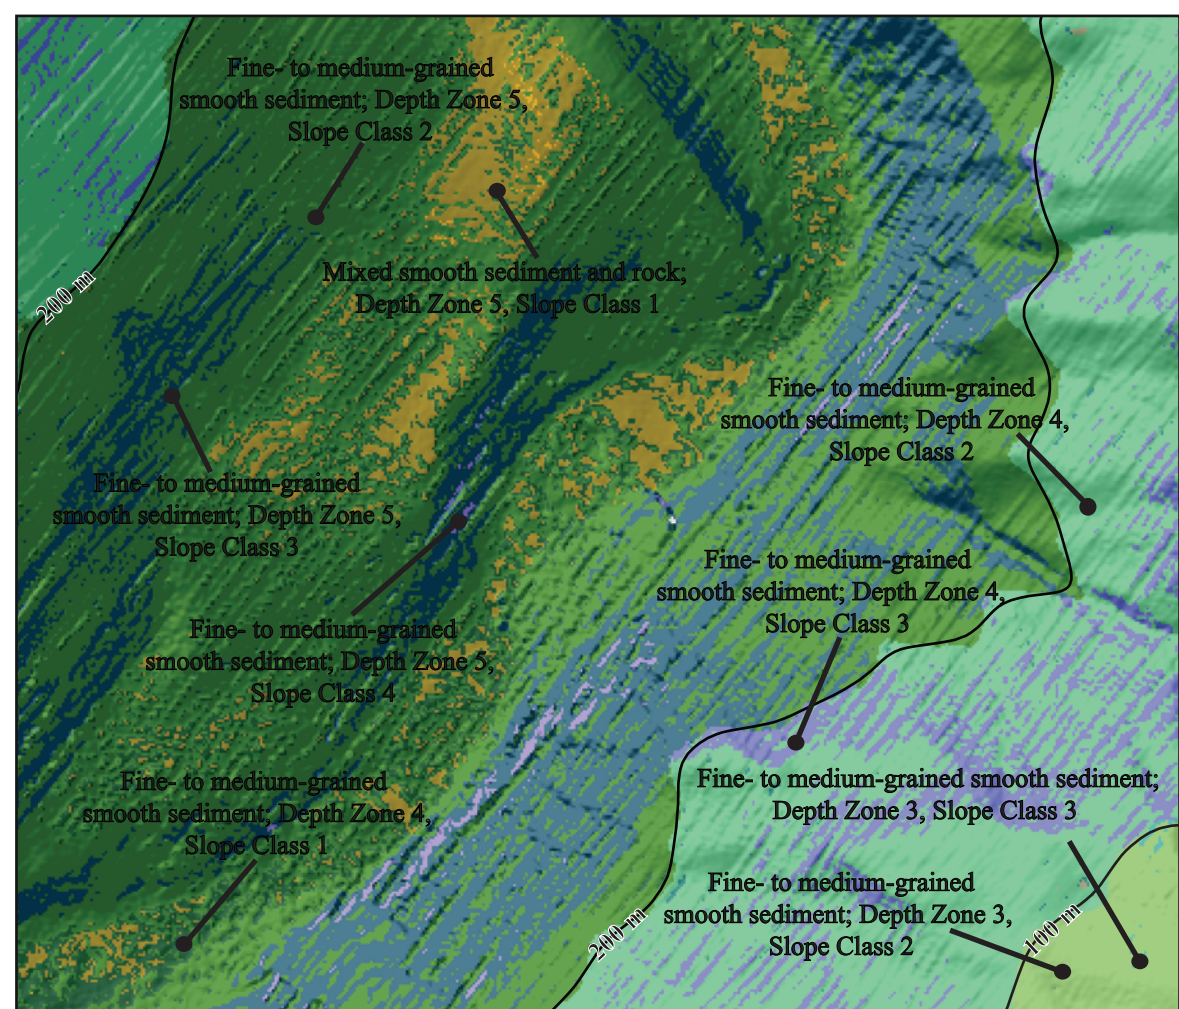 Fine- to medium-grained
smooth sediment; Depth Zone 5,
Slope Class 2
200 m
Mixed smooth sediment and rock;
Depth Zone 5, Slope Class 1
Fine- to medium-grained
smooth sediment; Depth Zone 4,
Slope Class 2
Fine- to medium-grained
smooth sediment; Depth Zone 5,
Slope Class 3
Fine- to medium-grained
smooth sediment; Depth Zone 4,
Slope Class 3
Fine- to medium-grained
smooth sediment; Depth Zone 5,
Slope Class 4
Fine- to medium-grained
smooth sediment; Depth Zone 4,
Slope Class 1
Fine- to medium-grained smooth sediment;
Depth Zone 3, Slope Class 3
Fine- to medium-grained
smooth sediment; Depth Zone 3,
Slope Class 2
200 m
100 m